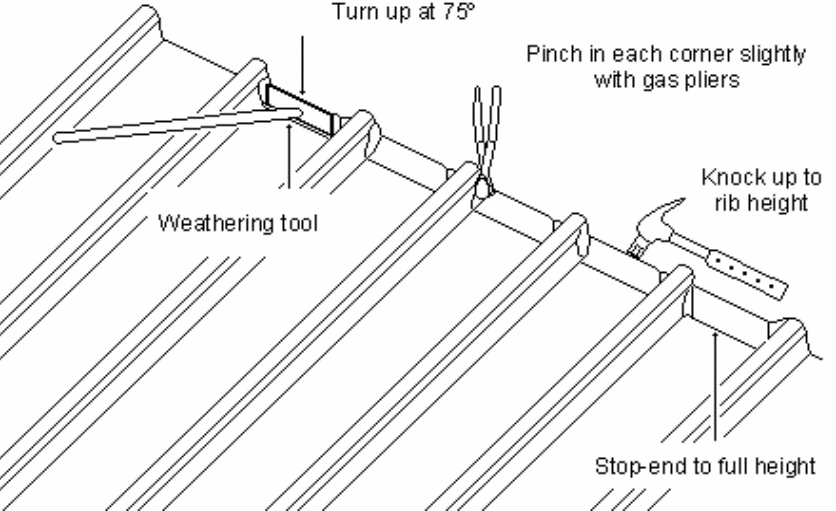 Turn up at 75°
Pinch in each corner slightly
with gas pliers
Knock up to
rib height
Weathering tool
Stop-end to full height